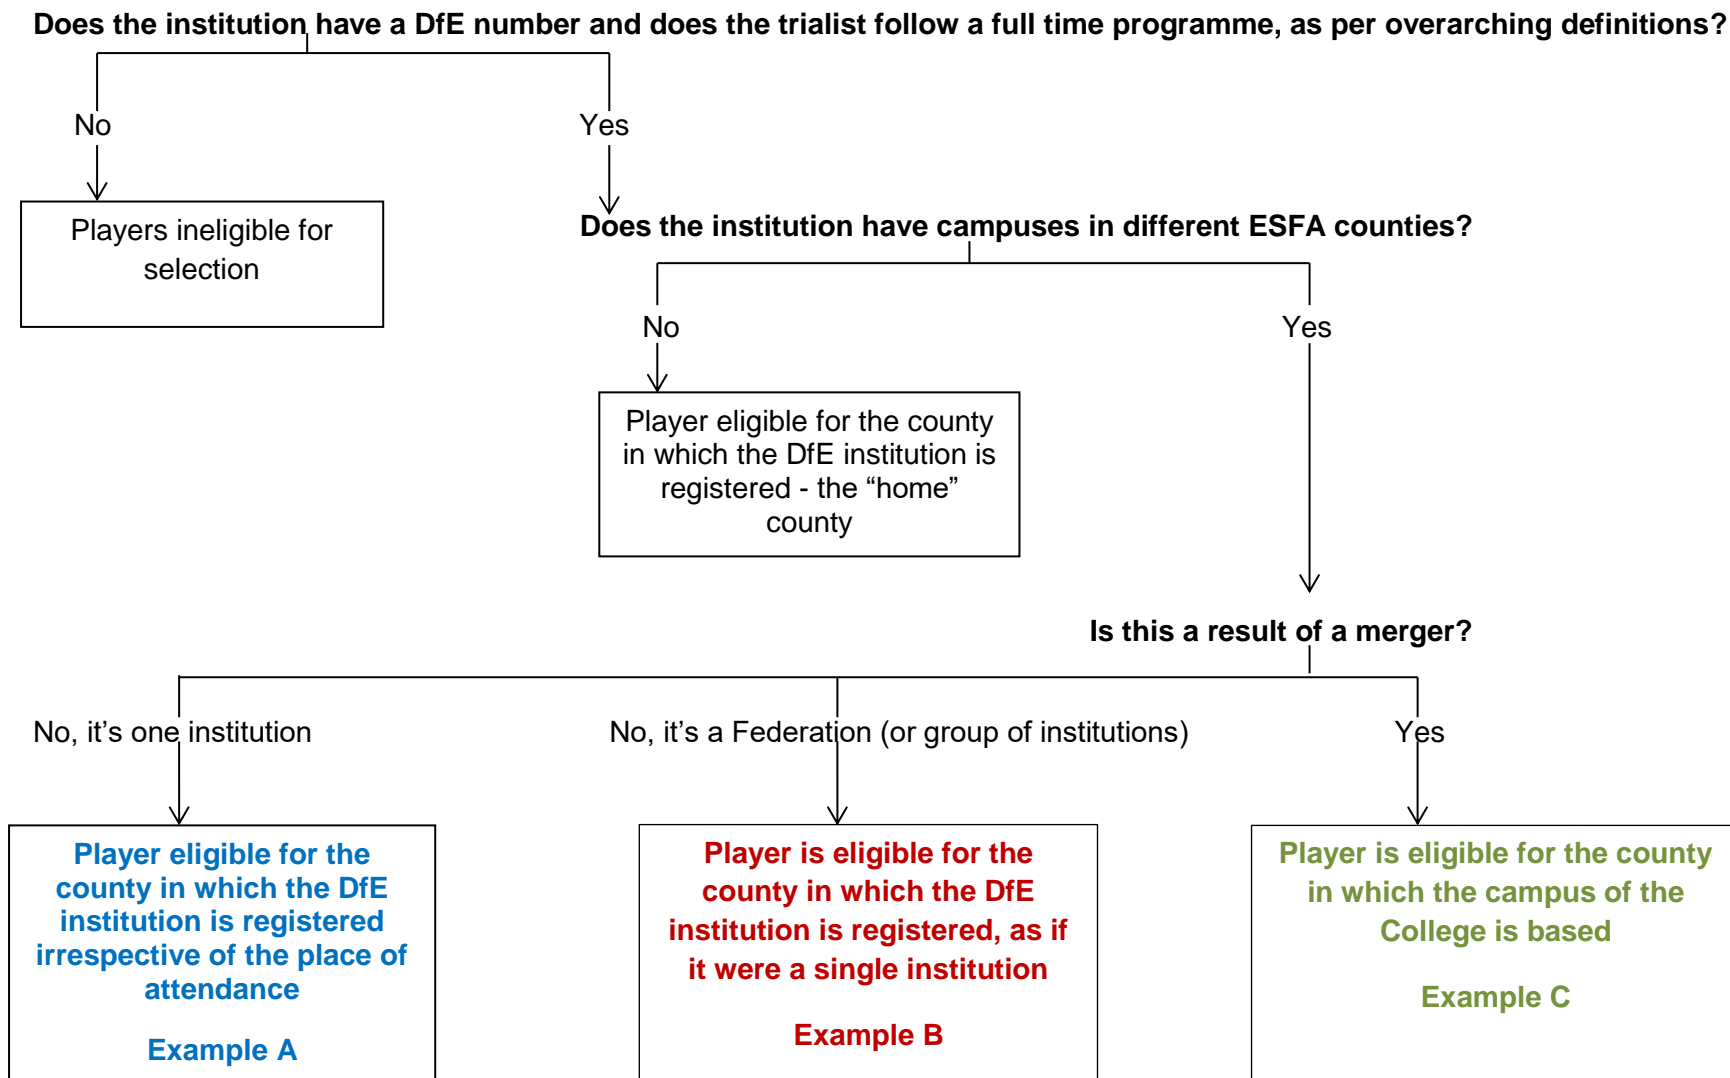 Does the institution have a DfE number and does the trialist follow a full time programme, as per overarching definitions?
No
Yes
Players ineligible for
selection
Does the institution have campuses in different ESFA counties?
No
Yes
Player eligible for the county
in which the DfE institution is
registered - the “home”
county
Is this a result of a merger?
No, it’s one institution
No, it’s a Federation (or group of institutions)
Yes
Player eligible for the
county in which the DfE
institution is registered
irrespective of the place of
attendance
Example A
Player is eligible for the
county in which the DfE
institution is registered, as if
it were a single institution
Example B
Player is eligible for the county
in which the campus of the
College is based
Example C